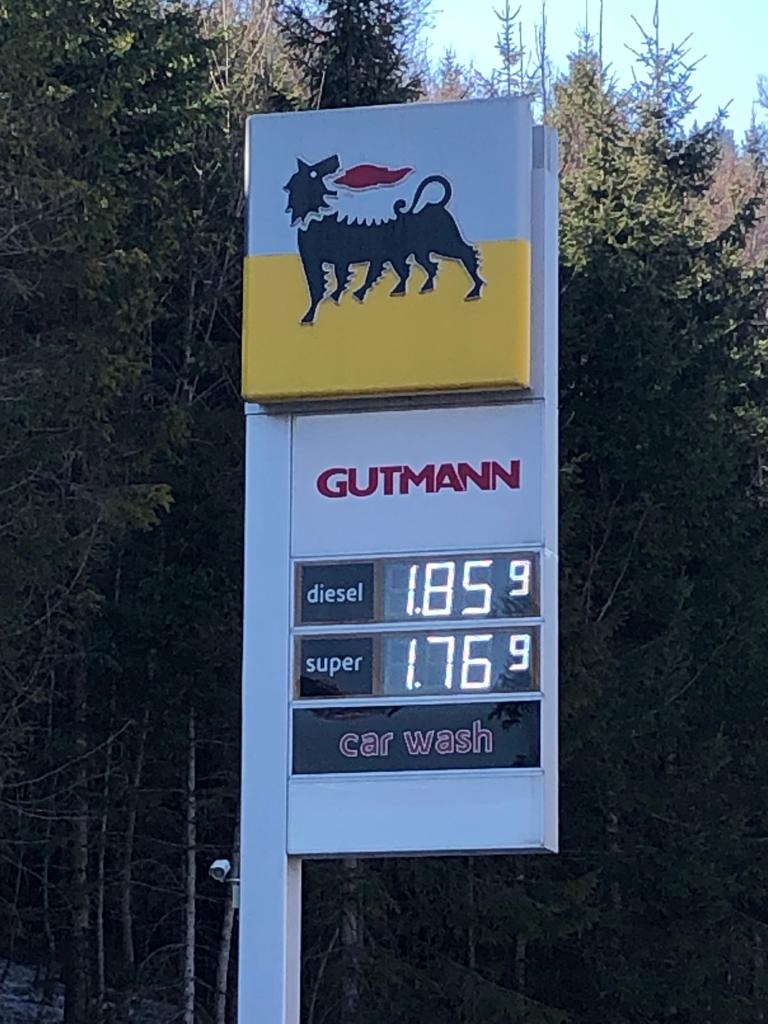 GUTMANN
diesel 1.85 9
super 1.76 9
car wash